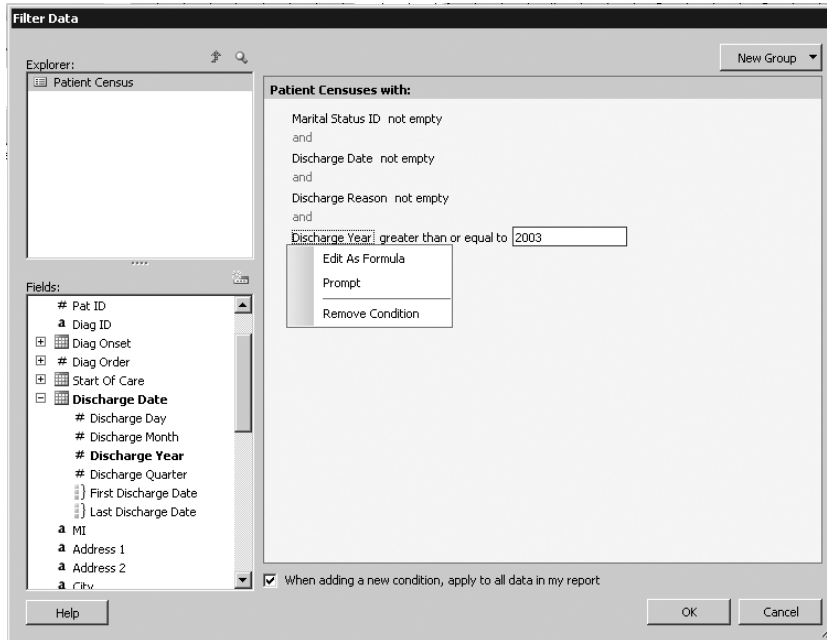 Filter Data
Explorer:
New Group
Patient Census
Patient Censuses with:
Marital Status ID not empty
and
Discharge Date not empty
and
Discharge Reason not empty
and
Discharge Year greater than or equal to 2003
Edit As Formula
Prompt
Remove Condition
Fields:
# Pat ID
a Diag ID
Diag Onset
# Diag Order
Start Of Care
Discharge Date
# Discharge Day
# Discharge Month
# Discharge Year
# Discharge Quarter
First Discharge Date
Last Discharge Date
a MI
a Address 1
a Address 2
a City
When adding a new condition, apply to all data in my report
Help
OK
Cancel